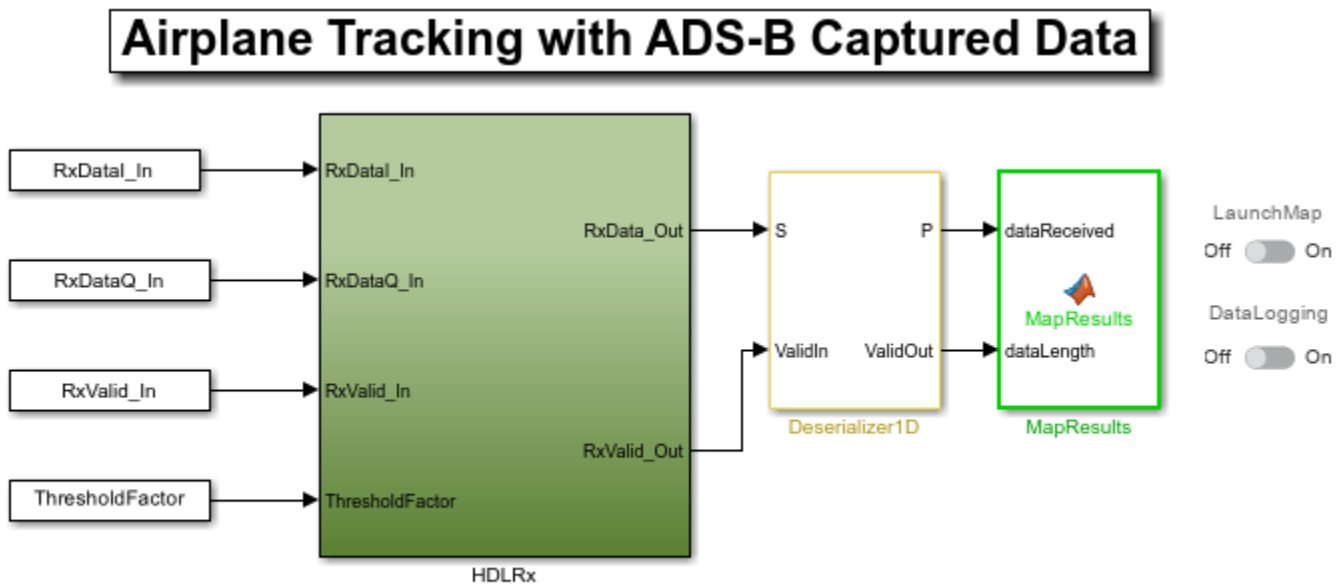 Airplane Tracking with ADS-B Captured Data
RxDataI_In
RxDataQ_In
RxValid_In
ThresholdFactor
RxDataI_In
RxDataQ_In
RxValid_In
ThresholdFactor
RxData_Out
RxValid_Out
HDLRx
S
P
ValidIn
ValidOut
Deserializer1D
dataReceived
MapResults
dataLength
MapResults
LaunchMap
Off On
DataLogging
Off On